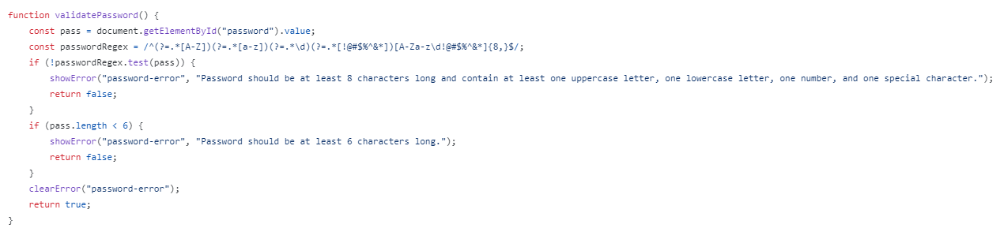 function validatePassword() {
    const pass = document.getElementById("password").value;
    const passwordRegex = /^(?=.*[A-Z])(?=.*[a-z])(?=.*\d)(?=.*[!@#$%^&*])[A-Za-z\d!@#$%^&*]{8,}$/;
    if (!passwordRegex.test(pass)) {
        showError("password-error", "Password should be at least 8 characters long and contain at least one uppercase letter, one lowercase letter, one number, and one special character.");
        return false;
    }
    if (pass.length < 6) {
        showError("password-error", "Password should be at least 6 characters long.");
        return false;
    }
    clearError("password-error");
    return true;
}